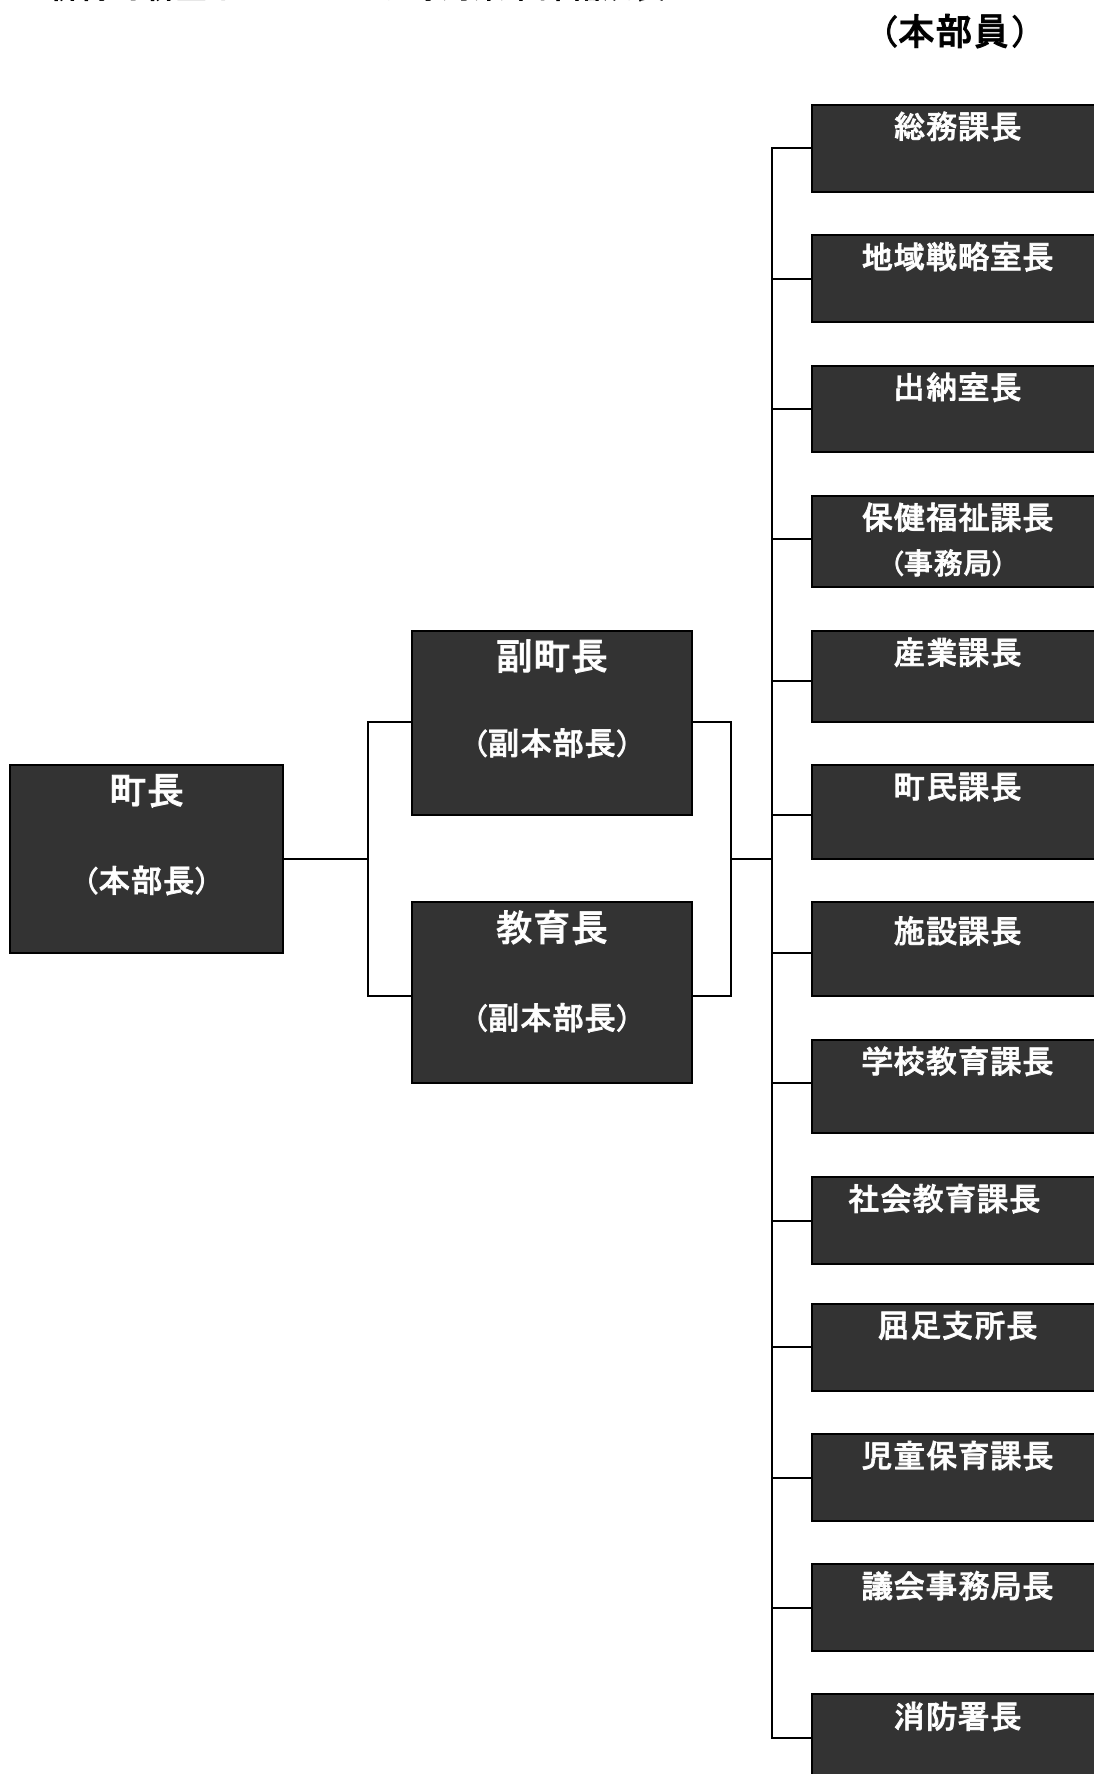 （本部員）
総務課長
地域戦略室長
出納室長
保健福祉課長
（事務局）
産業課長
副町長
（副本部長）
町長
（本部長）
町民課長
教育長
（副本部長）
施設課長
学校教育課長
社会教育課長
屈足支所長
児童保育課長
議会事務局長
消防署長